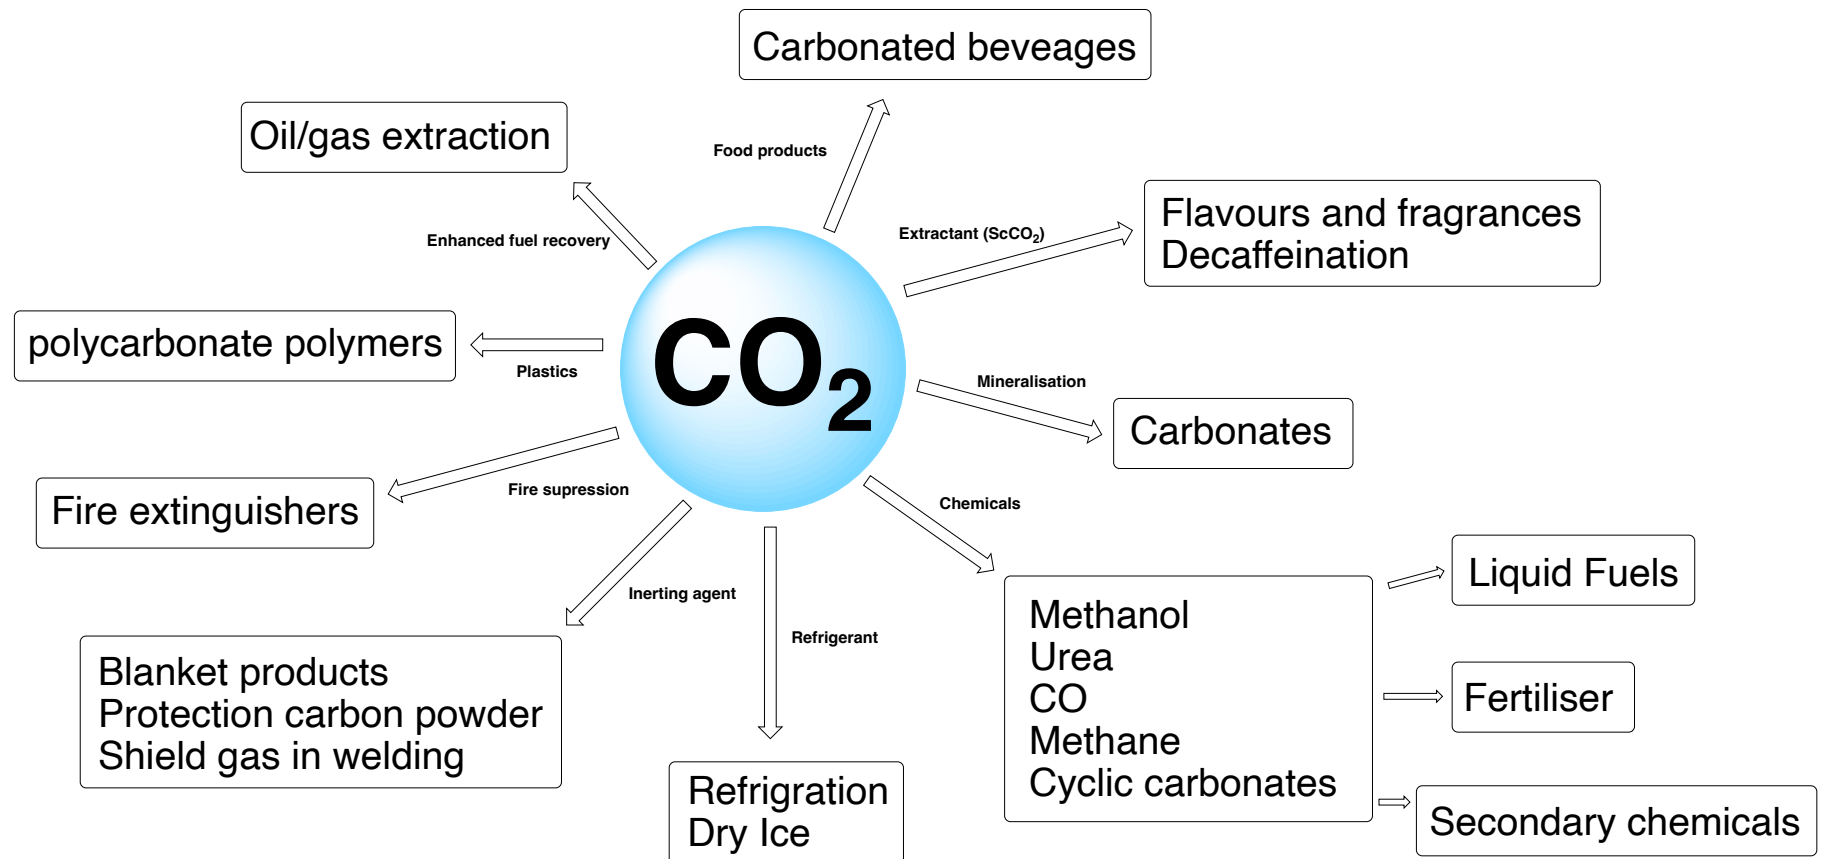 Carbonated beveages
Oil/gas extraction
Food products
Flavours and fragrances
Decaffeination
Extractant (ScCO₂)
Enhanced fuel recovery
CO₂
polycarbonate polymers
Plastics
Mineralisation
Carbonates
Fire extinguishers
Fire supression
Chemicals
Inerting agent
Refrigerant
Blanket products
Protection carbon powder
Shield gas in welding
Refrigration
Dry Ice
Methanol
Urea
CO
Methane
Cyclic carbonates
Liquid Fuels
Fertiliser
Secondary chemicals